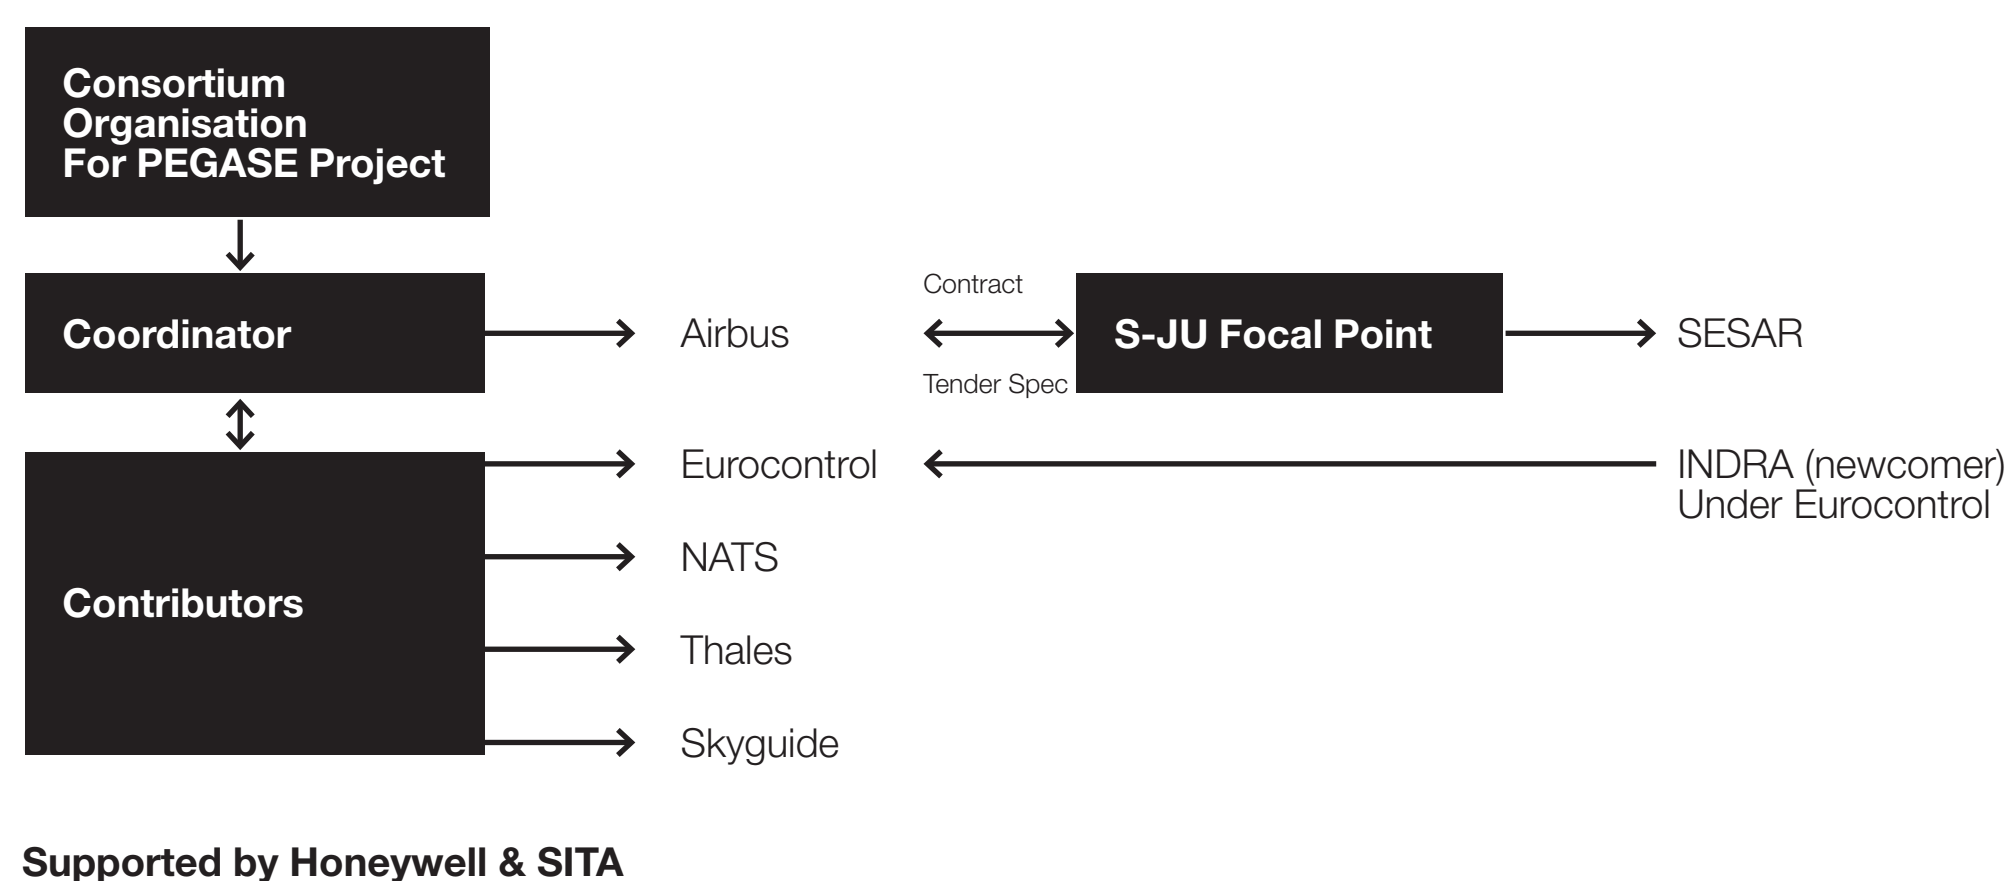 Consortium
Organisation
For PEGASE Project
Coordinator
Airbus
Contract
Tender Spec
S-JU Focal Point
SESAR
Contributors
Eurocontrol
INDRA (newcomer)
Under Eurocontrol
NATS
Thales
Skyguide
Supported by Honeywell & SITA